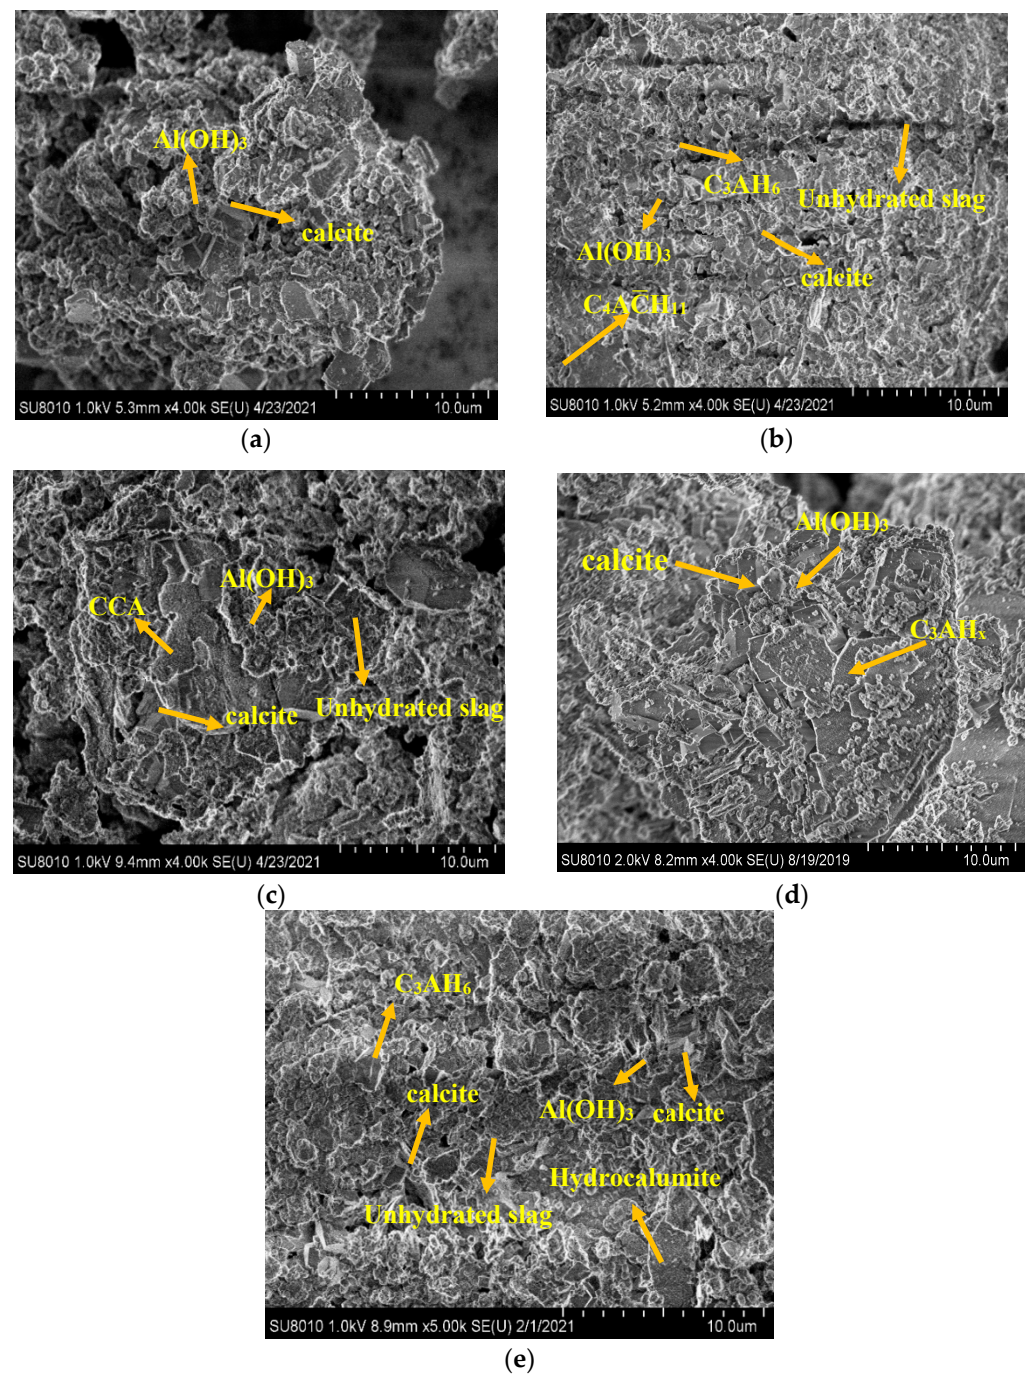 Al(OH)₃
calcite
SU8010 1.0kV 5.3mm x4.00k SE(U) 4/23/2021
10.0um
(a)
C₃AH₆
Unhydrated slag
Al(OH)₃
calcite
C₄AC̅H₁₁
SU8010 1.0kV 5.2mm x4.00k SE(U) 4/23/2021
10.0um
(b)
Al(OH)₃
CCA
calcite
Unhydrated slag
SU8010 1.0kV 9.4mm x4.00k SE(U) 4/23/2021
10.0um
(c)
Al(OH)₃
calcite
C₃AHₓ
SU8010 2.0kV 8.2mm x4.00k SE(U) 8/19/2019
10.0um
(d)
C₃AH₆
calcite
Al(OH)₃
calcite
Hydrocalumite
Unhydrated slag
SU8010 1.0kV 8.9mm x5.00k SE(U) 2/1/2021
10.0um
(e)